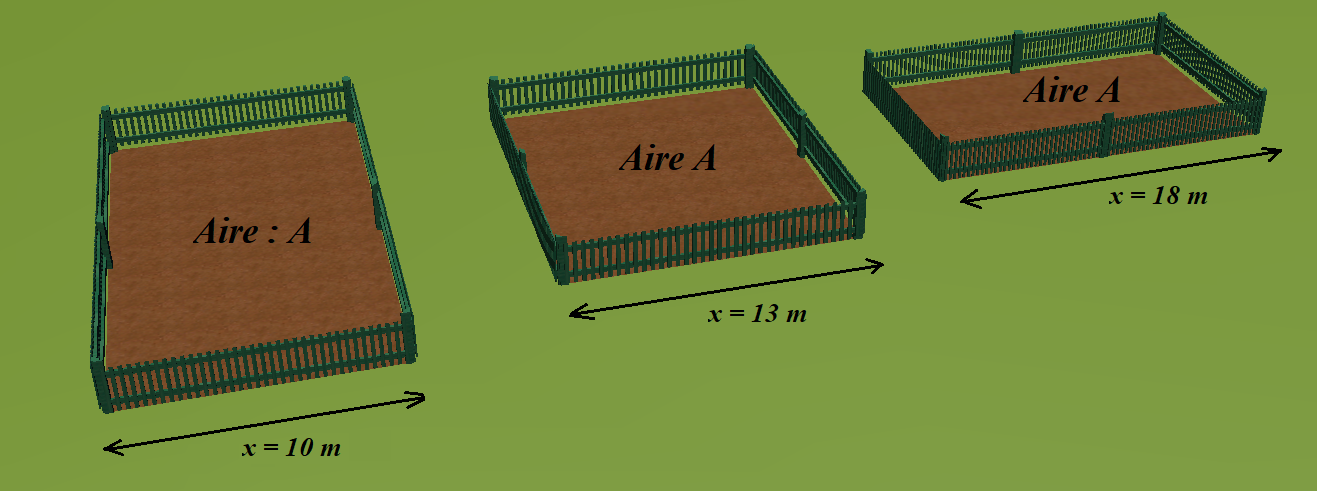 Aire : A
x = 10 m
Aire A
x = 13 m
Aire A
x = 18 m